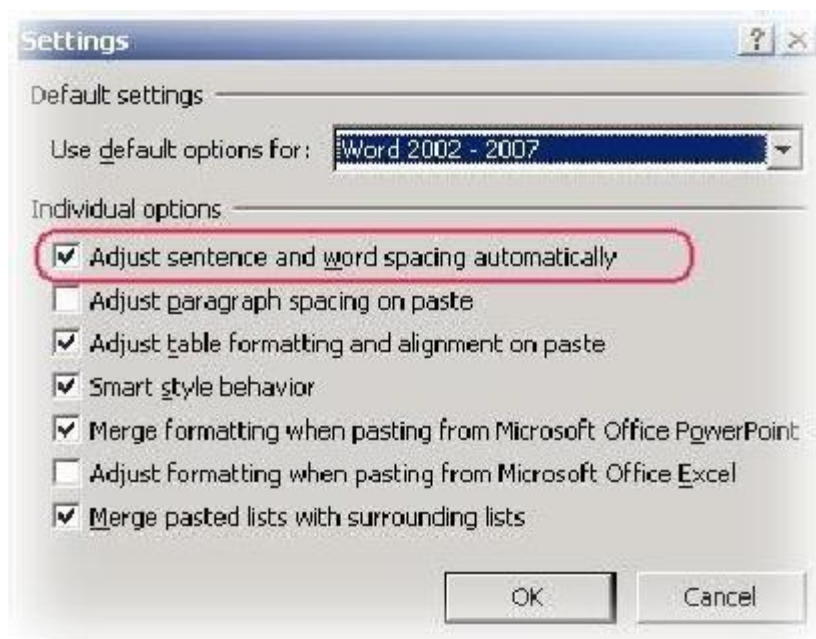 Settings
Default settings
Use default options for: Word 2002 - 2007
Individual options
Adjust sentence and word spacing automatically
Adjust paragraph spacing on paste
Adjust table formatting and alignment on paste
Smart style behavior
Merge formatting when pasting from Microsoft Office PowerPoint
Adjust formatting when pasting from Microsoft Office Excel
Merge pasted lists with surrounding lists
OK Cancel